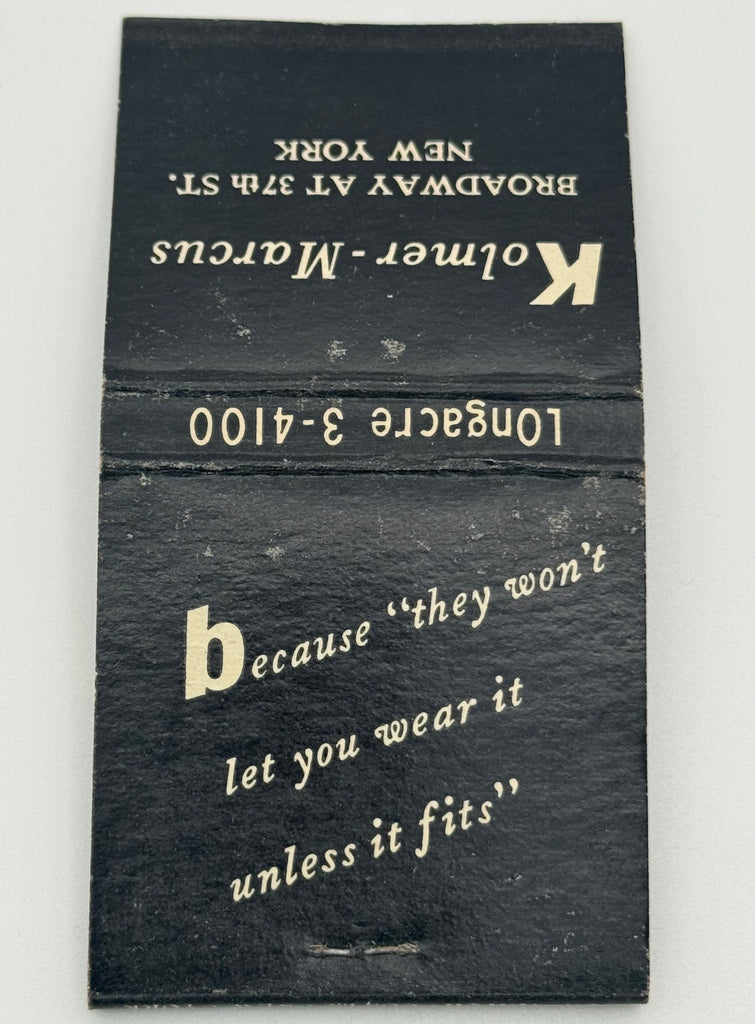 Kolmer-Marcus
BROADWAY AT 37th ST.
NEW YORK
LOngacre 3-4100
because "they won't
let you wear it
unless it fits"